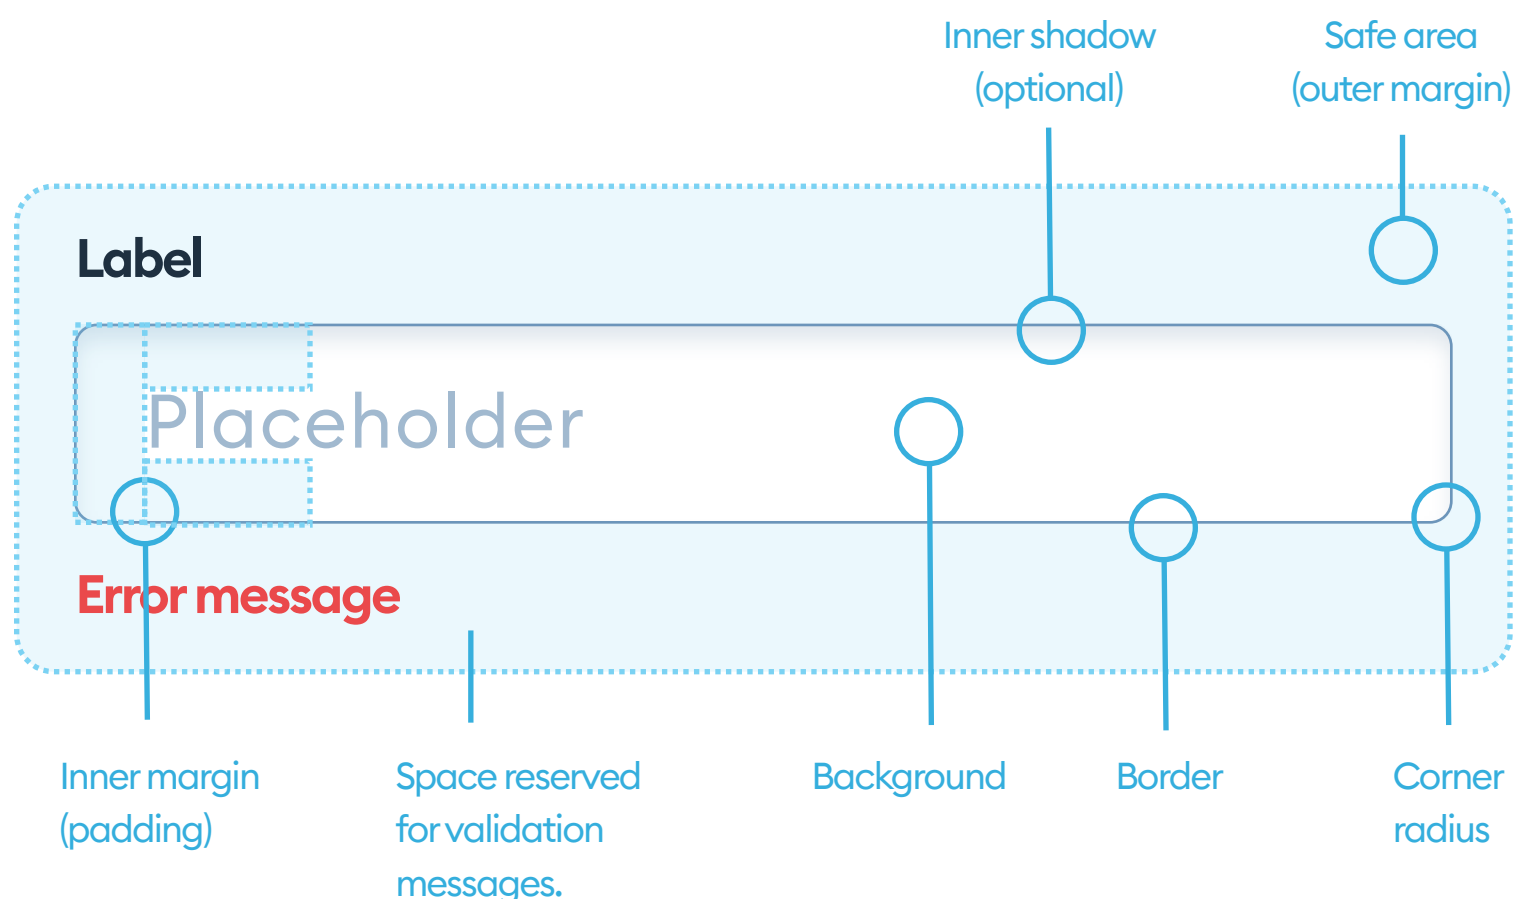 Inner shadow
(optional)
Safe area
(outer margin)
Label
Placeholder
Error message
Inner margin
(padding)
Space reserved
for validation
messages.
Background
Border
Corner
radius